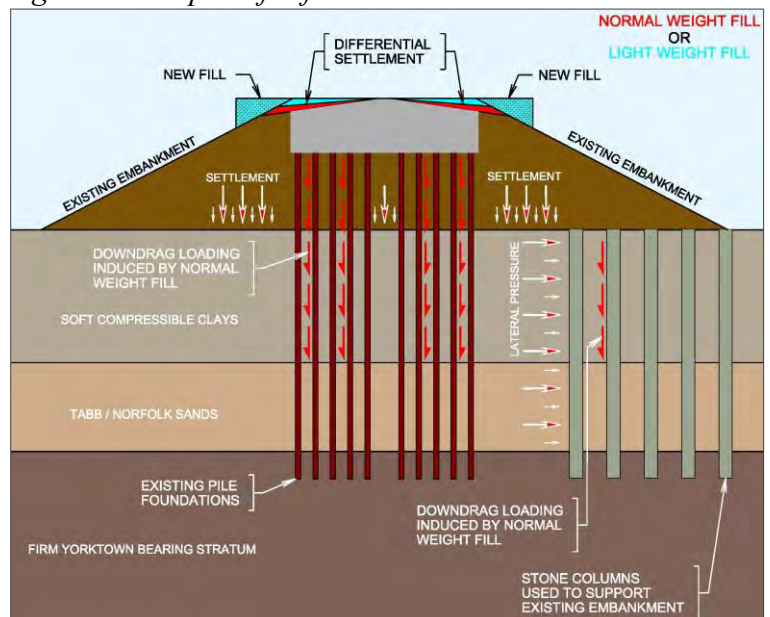 NORMAL WEIGHT FILL
OR
LIGHT WEIGHT FILL
DIFFERENTIAL
SETTLEMENT
NEW FILL
NEW FILL
EXISTING EMBANKMENT
EXISTING EMBANKMENT
SETTLEMENT
SETTLEMENT
DOWNDRAG LOADING
INDUCED BY NORMAL
WEIGHT FILL
LATERAL PRESSURE
SOFT COMPRESSIBLE CLAYS
TABB / NORFOLK SANDS
EXISTING PILE
FOUNDATIONS
DOWNDRAG LOADING
INDUCED BY NORMAL
WEIGHT FILL
FIRM YORKTOWN BEARING STRATUM
STONE COLUMNS
USED TO SUPPORT
EXISTING EMBANKMENT